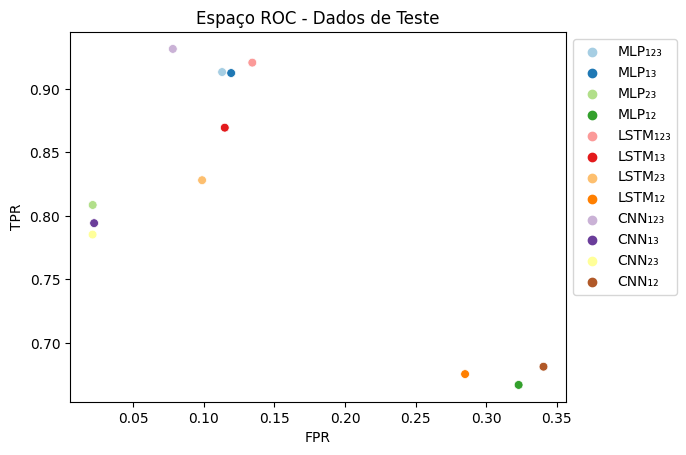 Espaço ROC - Dados de Teste
TPR
0.90
0.85
0.80
0.75
0.70
0.05
0.10
0.15
0.20
0.25
0.30
0.35
FPR
MLP₁₂₃
MLP₁₃
MLP₂₃
MLP₁₂
LSTM₁₂₃
LSTM₁₃
LSTM₂₃
LSTM₁₂
CNN₁₂₃
CNN₁₃
CNN₂₃
CNN₁₂